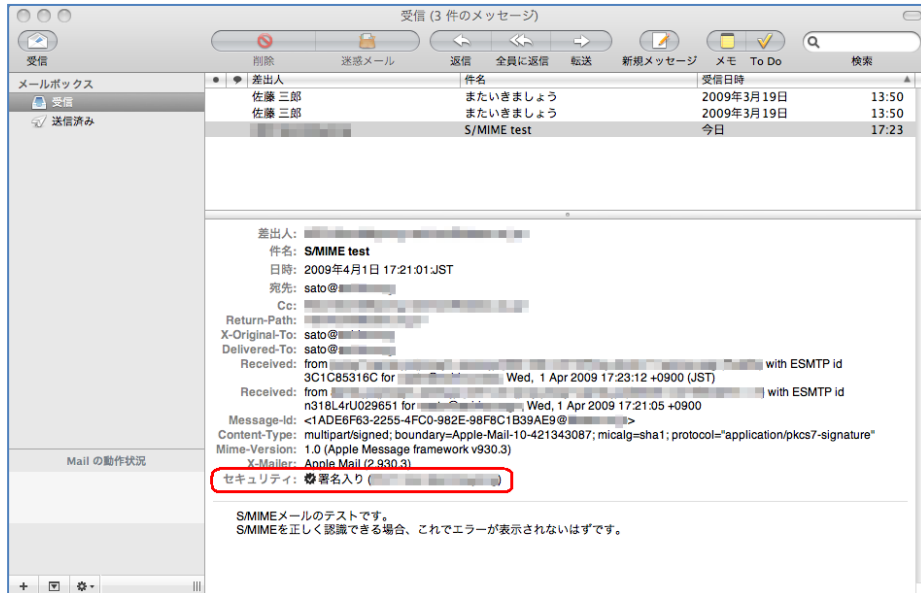 受信 (3 件のメッセージ)
受信 削除 迷惑メール 返信 全員に返信 転送 新規メッセージ メモ To Do 検索
メールボックス
受信
送信済み
差出人 件名 受信日時
佐藤 三郎 またいきましょう 2009年3月19日 13:50
佐藤 三郎 またいきましょう 2009年3月19日 13:50
S/MIME test 今日 17:23
差出人:
件名: S/MIME test
日時: 2009年4月1日 17:21:01:JST
宛先: sato@
Cc:
Return-Path:
X-Original-To: sato@
Delivered-To: sato@
Received: from with ESMTP id
3C1C85316C for Wed, 1 Apr 2009 17:23:12 +0900 (JST)
Received: from with ESMTP id
n318L4rU029651 for ; Wed, 1 Apr 2009 17:21:05 +0900
Message-Id: <1ADE6F63-2255-4FC0-982E-98F8C1B39AE9@ >
Content-Type: multipart/signed; boundary=Apple-Mail-10-421343087; micalg=sha1; protocol="application/pkcs7-signature"
Mime-Version: 1.0 (Apple Message framework v930.3)
X-Mailer: Apple Mail (2.930.3)
セキュリティ: 署名入り ( )
S/MIMEメールのテストです。
S/MIMEを正しく認識できる場合、これでエラーが表示されないはずです。
Mail の動作状況